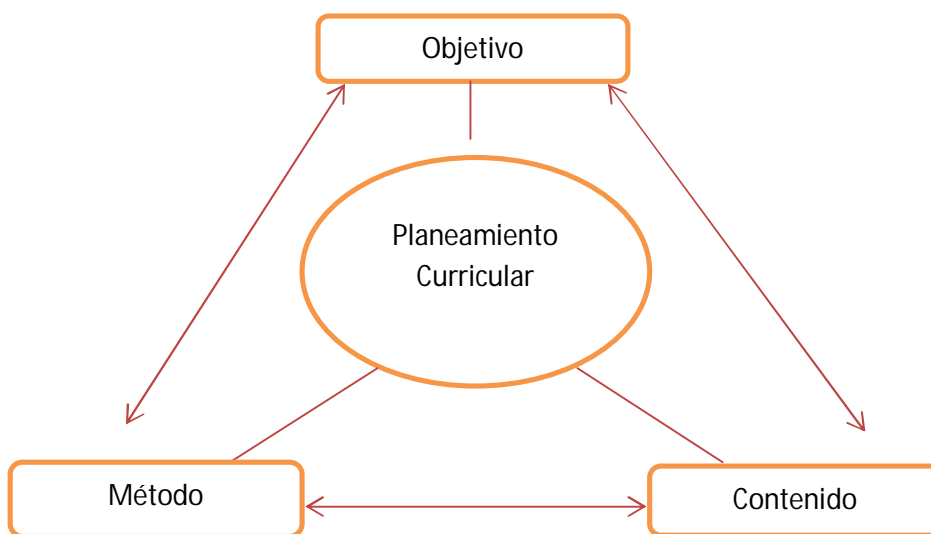 Objetivo
Planeamiento
Curricular
Método
Contenido